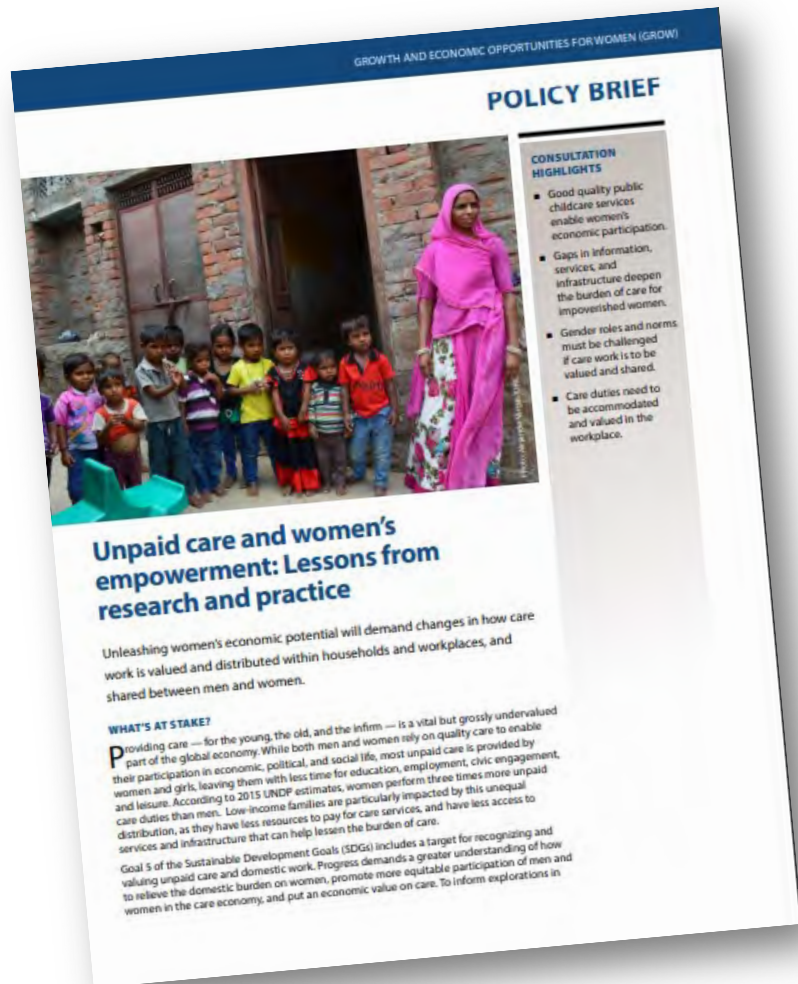 GROWTH AND ECONOMIC OPPORTUNITIES FOR WOMEN (GROW)
POLICY BRIEF
CONSULTATION
HIGHLIGHTS
▪ Good quality public
childcare services
enable women's
economic participation.
▪ Gaps in information,
services, and
infrastructure deepen
the burden of care for
impoverished women.
▪ Gender roles and norms
must be challenged
if care work is to be
valued and shared.
▪ Care duties need to
be accommodated
and valued in the
workplace.
Unpaid care and women's
empowerment: Lessons from
research and practice
Unleashing women's economic potential will demand changes in how care
work is valued and distributed within households and workplaces, and
shared between men and women.
WHAT'S AT STAKE?
Providing care — for the young, the old, and the infirm — is a vital but grossly undervalued
part of the global economy. While both men and women rely on quality care to enable
their participation in economic, political, and social life, most unpaid care is provided by
women and girls, leaving them with less time for education, employment, civic engagement,
and leisure. According to 2015 UNDP estimates, women perform three times more unpaid
care duties than men. Low-income families are particularly impacted by this unequal
distribution, as they have less resources to pay for care services, and have less access to
services and infrastructure that can help lessen the burden of care.
Goal 5 of the Sustainable Development Goals (SDGs) includes a target for recognizing and
valuing unpaid care and domestic work. Progress demands a greater understanding of how
to relieve the domestic burden on women, promote more equitable participation of men and
women in the care economy, and put an economic value on care. To inform explorations in